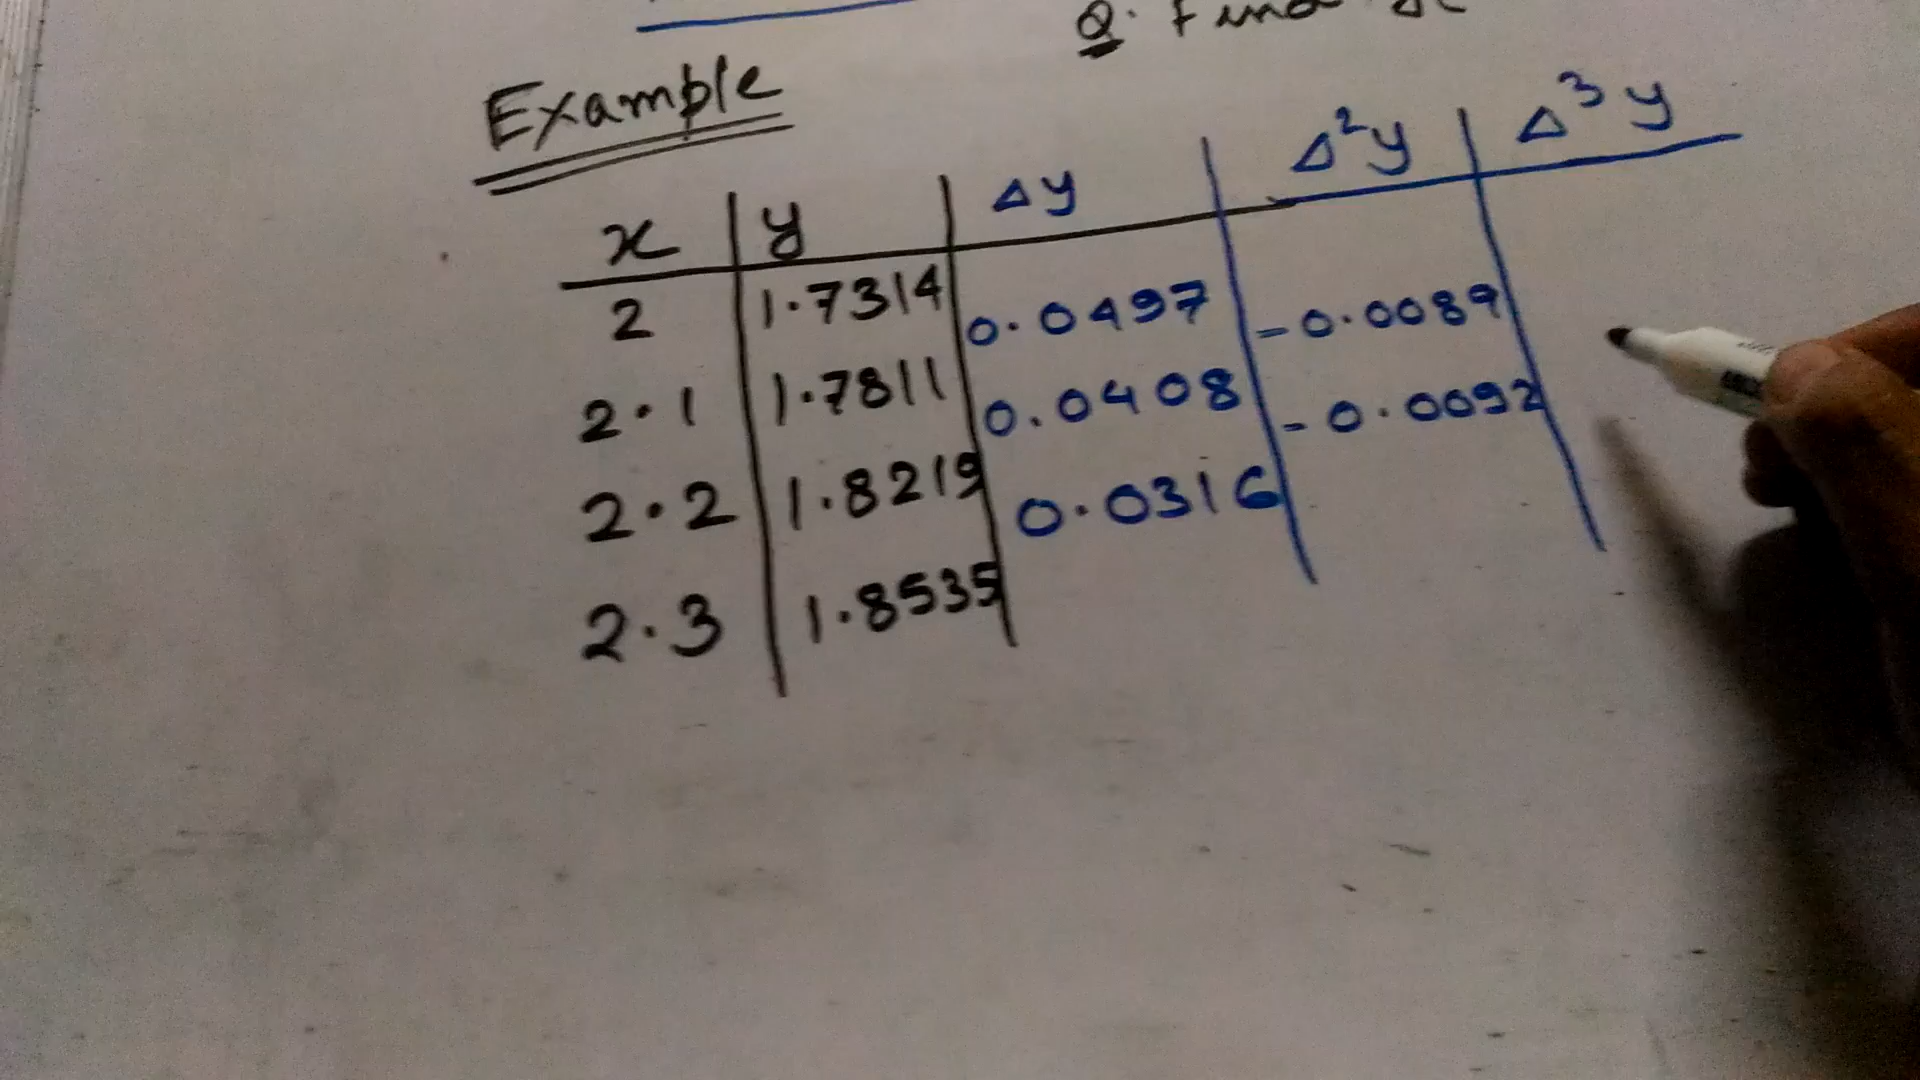 Q. Find
Example
x y Δy Δ²y Δ³y
2 1.7314 0.0497 -0.0089
2.1 1.7811 0.0408 -0.0092
2.2 1.8219 0.0316
2.3 1.8535